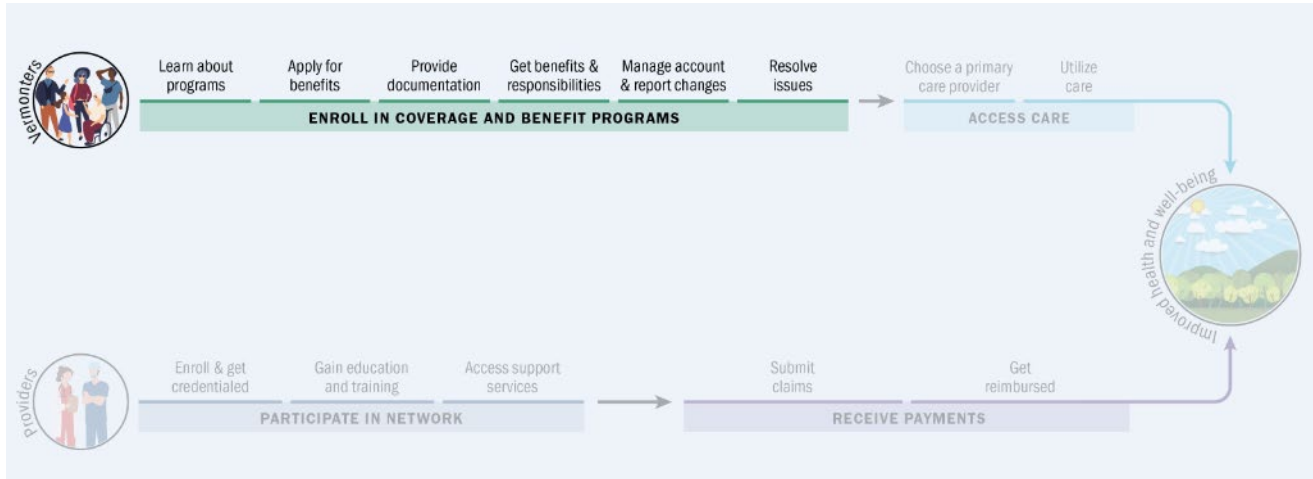 Vermonters
Learn about
programs
Apply for
benefits
Provide
documentation
Get benefits &
responsibilities
Manage account
& report changes
Resolve
issues
ENROLL IN COVERAGE AND BENEFIT PROGRAMS
Choose a primary
care provider
Utilize
care
ACCESS CARE
Improved health and well-being
Providers
Enroll & get
credentialed
Gain education
and training
Access support
services
PARTICIPATE IN NETWORK
Submit
claims
Get
reimbursed
RECEIVE PAYMENTS